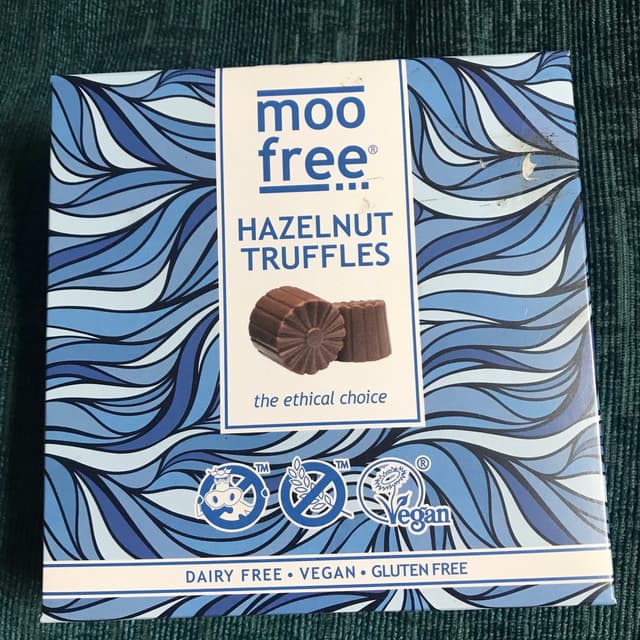 moo
free®
HAZELNUT
TRUFFLES
the ethical choice
TM
TM
®
Vegan
DAIRY FREE • VEGAN • GLUTEN FREE